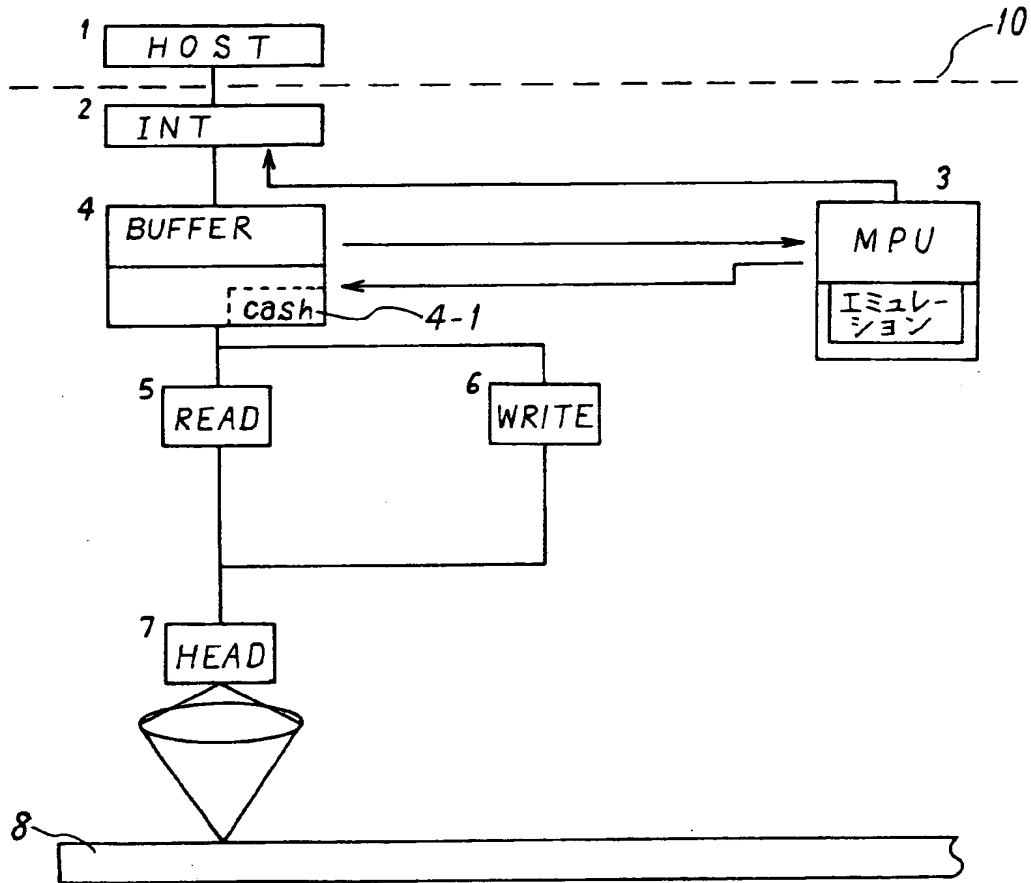 10
1
HOST
2
INT
3
MPU
エミュレー
ション
4
BUFFER
cash
4-1
5
READ
6
WRITE
7
HEAD
8